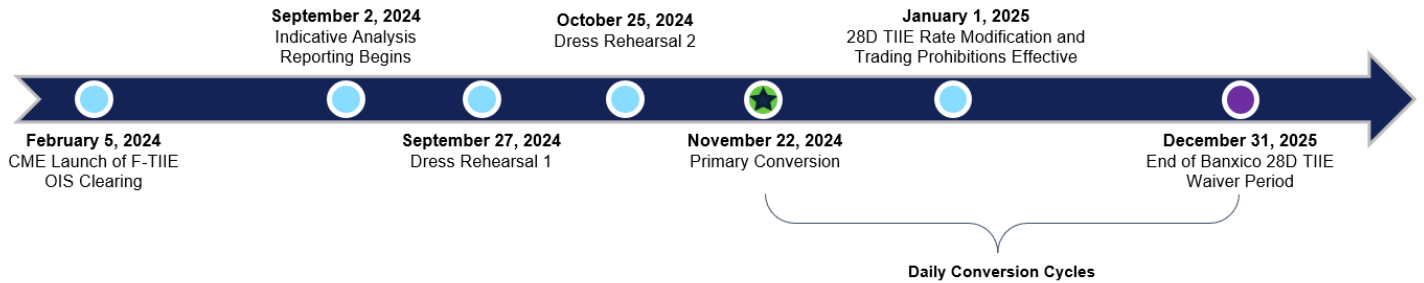 February 5, 2024
CME Launch of F-TIIE
OIS Clearing
September 2, 2024
Indicative Analysis
Reporting Begins
September 27, 2024
Dress Rehearsal 1
October 25, 2024
Dress Rehearsal 2
November 22, 2024
Primary Conversion
January 1, 2025
28D TIIE Rate Modification and
Trading Prohibitions Effective
December 31, 2025
End of Banxico 28D TIIE
Waiver Period
Daily Conversion Cycles